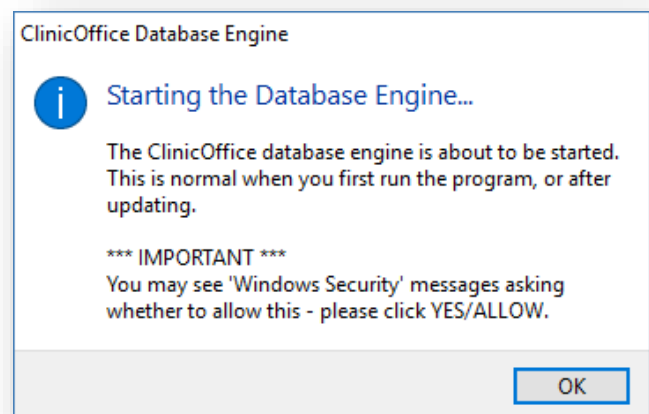 ClinicOffice Database Engine
Starting the Database Engine...
The ClinicOffice database engine is about to be started.
This is normal when you first run the program, or after
updating.
*** IMPORTANT ***
You may see 'Windows Security' messages asking
whether to allow this - please click YES/ALLOW.
OK